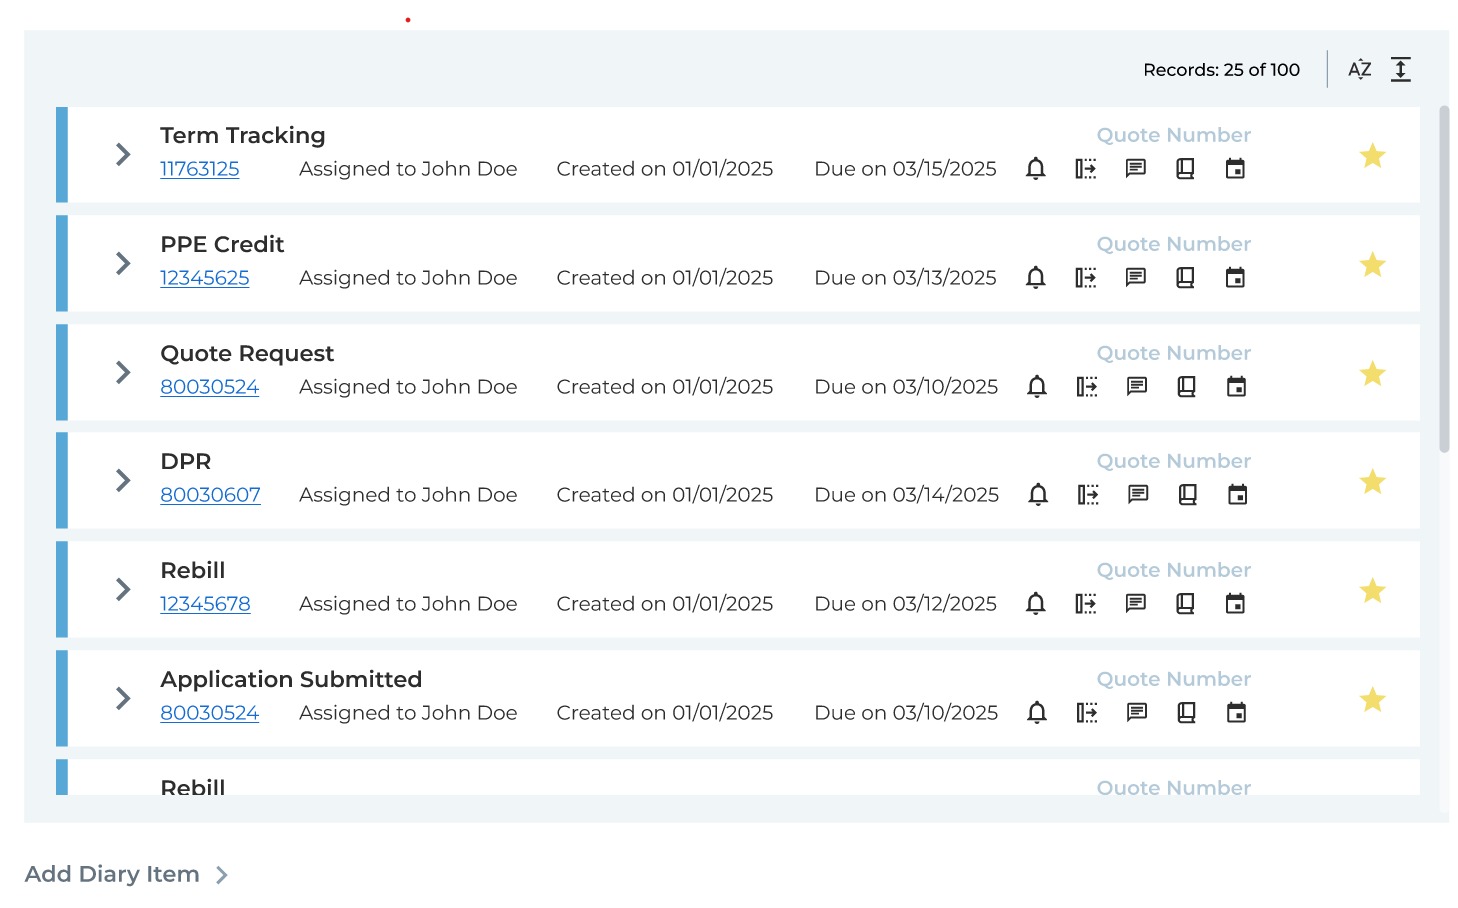 Records: 25 of 100 AZ
Term Tracking Quote Number
11763125 Assigned to John Doe Created on 01/01/2025 Due on 03/15/2025
PPE Credit Quote Number
12345625 Assigned to John Doe Created on 01/01/2025 Due on 03/13/2025
Quote Request Quote Number
80030524 Assigned to John Doe Created on 01/01/2025 Due on 03/10/2025
DPR Quote Number
80030607 Assigned to John Doe Created on 01/01/2025 Due on 03/14/2025
Rebill Quote Number
12345678 Assigned to John Doe Created on 01/01/2025 Due on 03/12/2025
Application Submitted Quote Number
80030524 Assigned to John Doe Created on 01/01/2025 Due on 03/10/2025
Rebill Quote Number
Add Diary Item